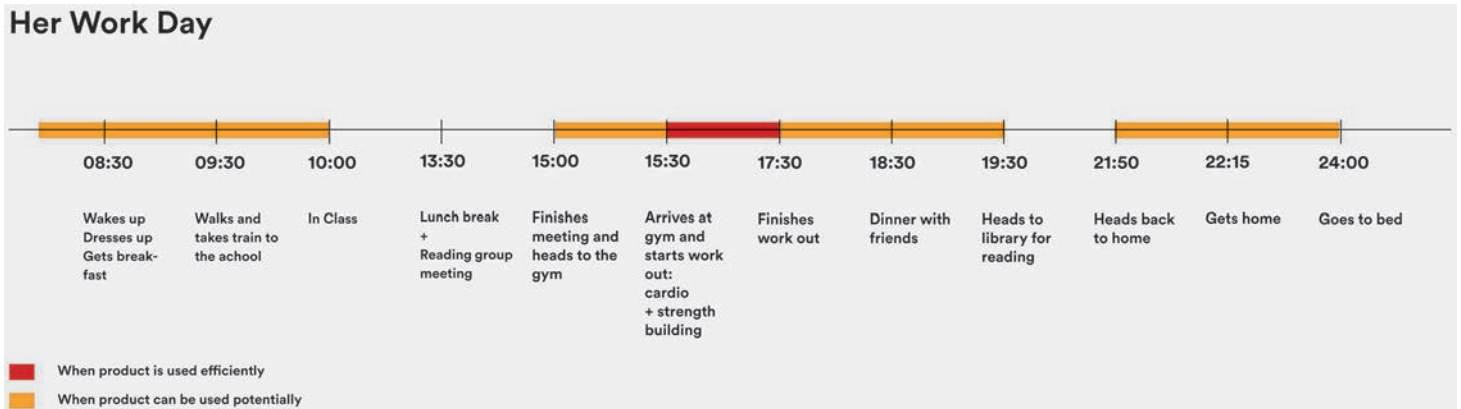 Her Work Day
08:30
09:30
10:00
13:30
15:00
15:30
17:30
18:30
19:30
21:50
22:15
24:00
Wakes up
Dresses up
Gets break-
fast
Walks and
takes train to
the achool
In Class
Lunch break
+
Reading group
meeting
Finishes
meeting and
heads to the
gym
Arrives at
gym and
starts work
out:
cardio
+ strength
building
Finishes
work out
Dinner with
friends
Heads to
library for
reading
Heads back
to home
Gets home
Goes to bed
When product is used efficiently
When product can be used potentially